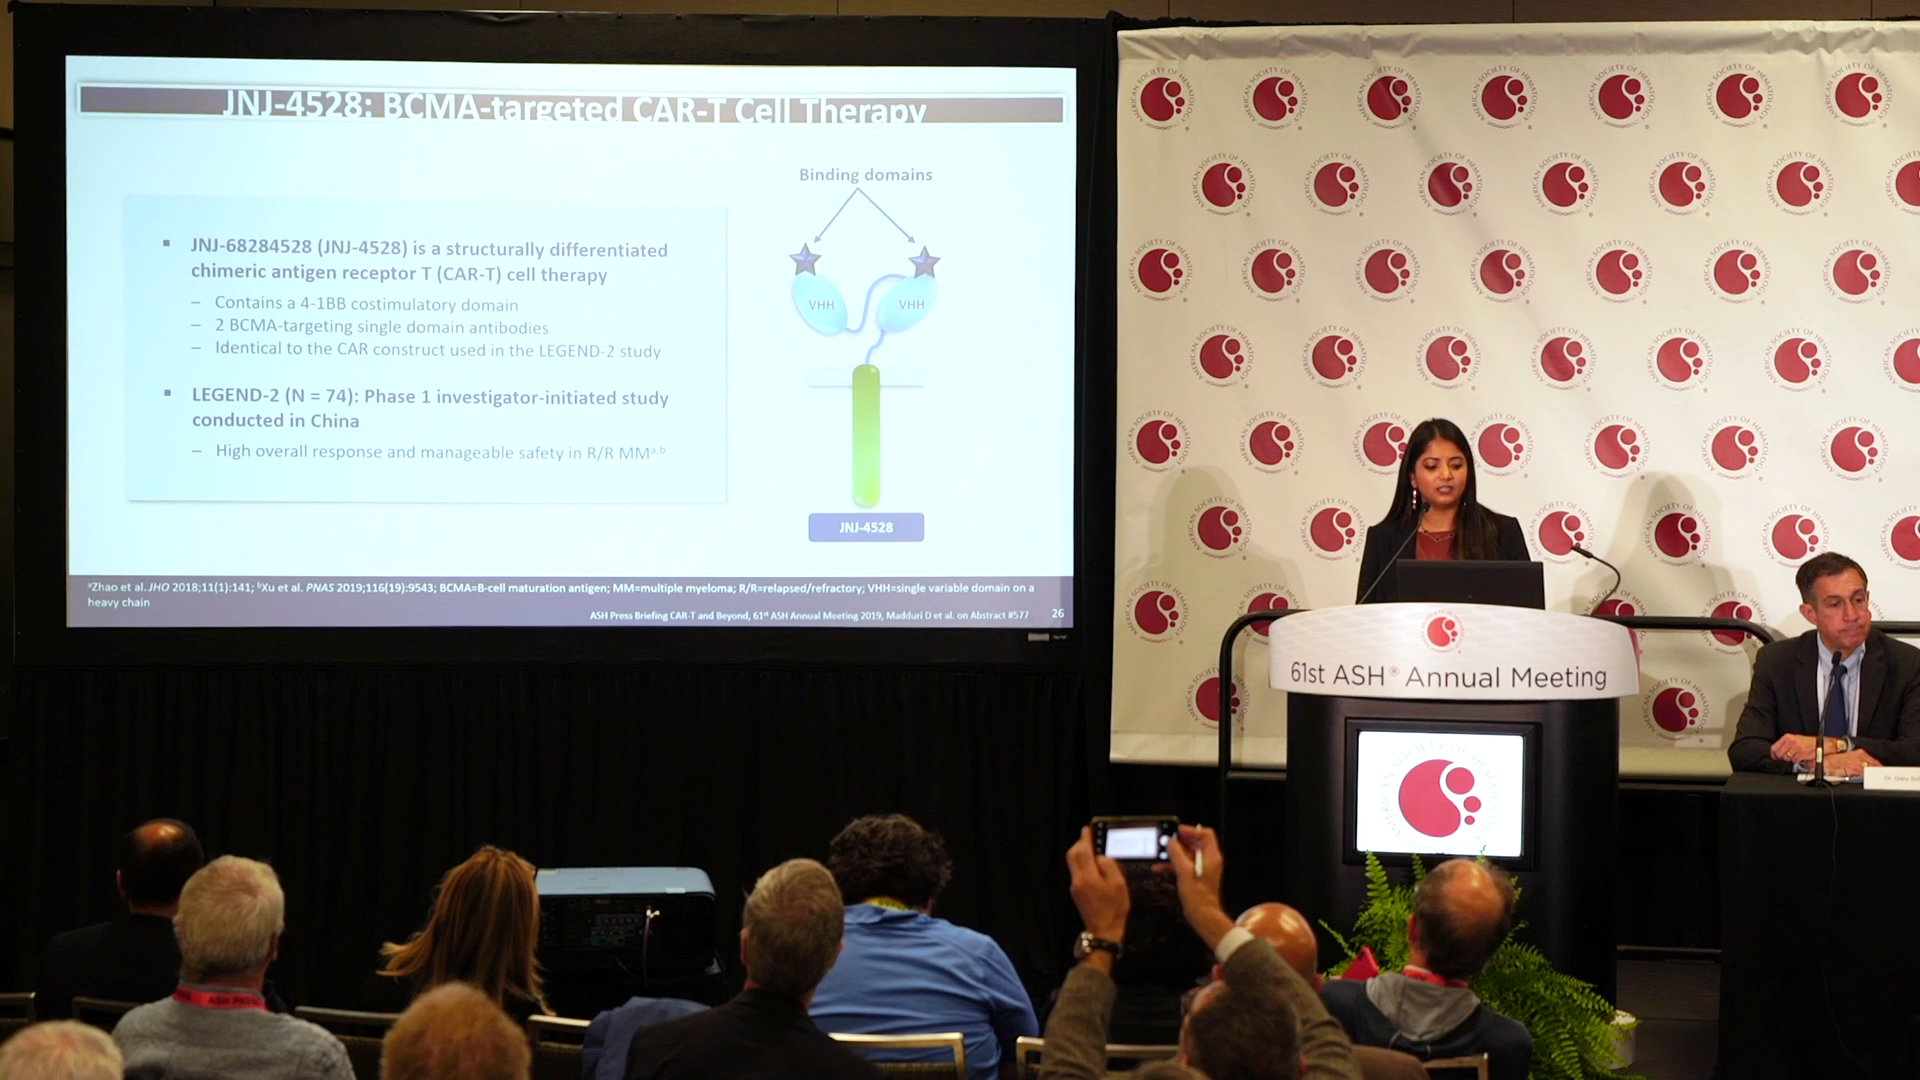 JNJ-4528: BCMA-targeted CAR-T Cell Therapy
Binding domains
▪ JNJ-68284528 (JNJ-4528) is a structurally differentiated
chimeric antigen receptor T (CAR-T) cell therapy
– Contains a 4-1BB costimulatory domain
– 2 BCMA-targeting single domain antibodies
– Identical to the CAR construct used in the LEGEND-2 study
▪ LEGEND-2 (N = 74): Phase 1 investigator-initiated study
conducted in China
– High overall response and manageable safety in R/R MMa,b
VHH VHH
JNJ-4528
aZhao et al. JHO 2018;11(1):141; bXu et al. PNAS 2019;116(19):9543; BCMA=B-cell maturation antigen; MM=multiple myeloma; R/R=relapsed/refractory; VHH=single variable domain on a
heavy chain
ASH Press Briefing CAR-T and Beyond, 61st ASH Annual Meeting 2019, Madduri D et al. on Abstract #577 26
AMERICAN SOCIETY OF HEMATOLOGY
61st ASH® Annual Meeting
Dr. Gary